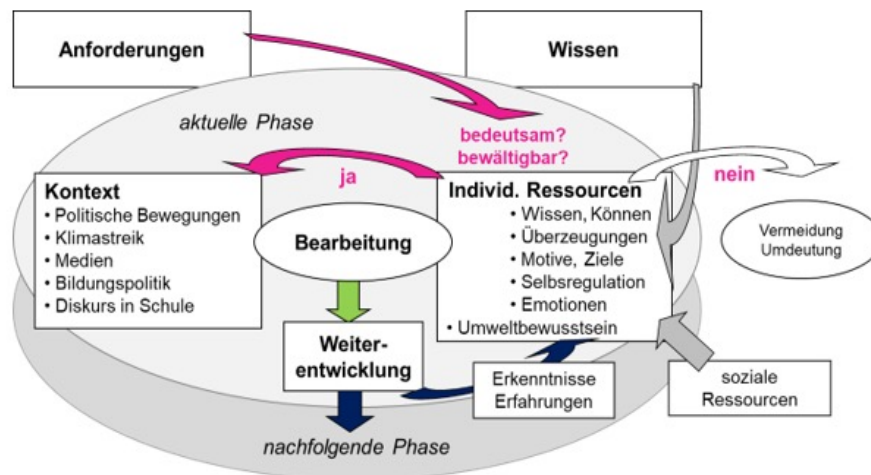 Anforderungen
Wissen
aktuelle Phase
bedeutsam?
bewältigbar?
ja
nein
Kontext
• Politische Bewegungen
• Klimastreik
• Medien
• Bildungspolitik
• Diskurs in Schule
Bearbeitung
Individ. Ressourcen
• Wissen, Können
• Überzeugungen
• Motive, Ziele
• Selbsregulation
• Emotionen
• Umweltbewusstsein
Vermeidung
Umdeutung
Weiter-
entwicklung
Erkenntnisse
Erfahrungen
soziale
Ressourcen
nachfolgende Phase